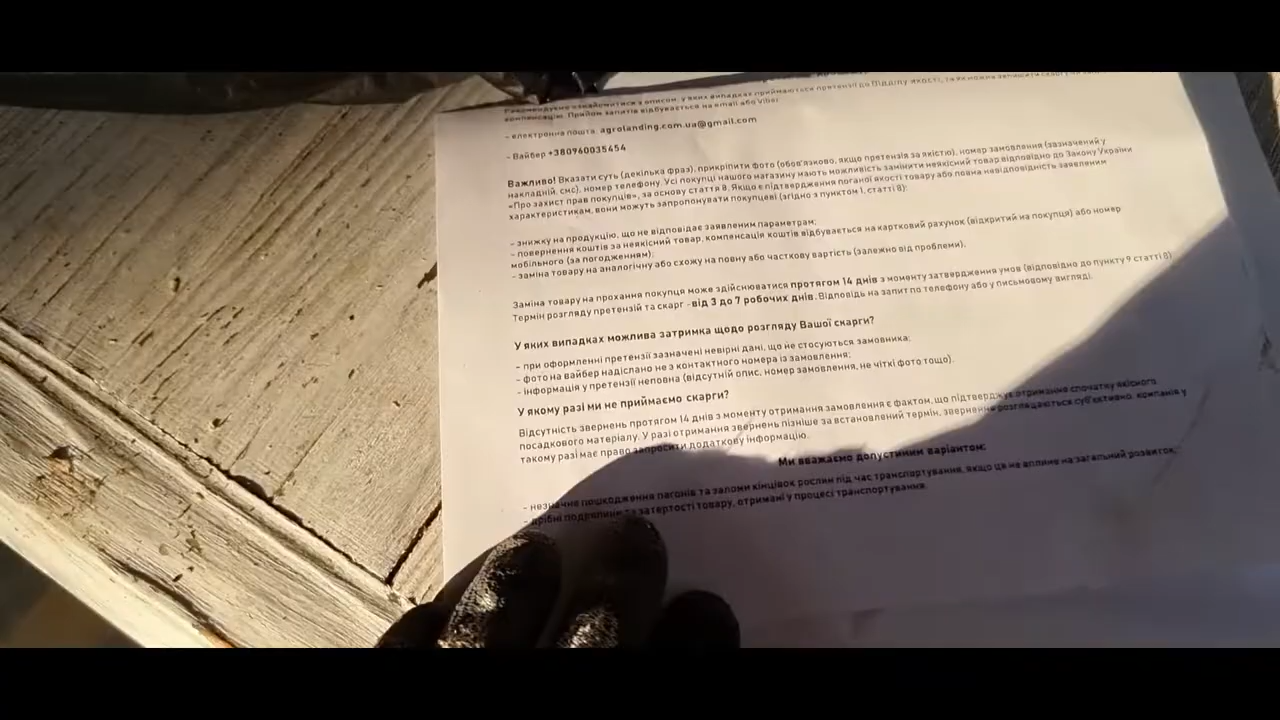 Рекомендуємо ознайомитися з описом, у яких випадках приймаються претензії до Відділу якості, та як можна залишити скаргу чи
компенсацію. Прийом запитів відбувається на email або Viber
- електронна пошта agrolanding.com.ua@gmail.com
- Вайбер +380960035454
Важливо! Вказати суть (декілька фраз), прикріпити фото (обов'язково, якщо претензія за якістю), номер замовлення (зазначений у
накладній, смс), номер телефону. Усі покупці нашого магазину мають можливість замінити неякісний товар відповідно до Закону України
«Про захист прав покупців», за основу стаття 8. Якщо є підтвердження поганої якості товару або повна невідповідність заявленим
характеристикам, вони можуть запропонувати покупцеві (згідно з пунктом 1, статті 8):
- знижку на продукцію, що не відповідає заявленим параметрам;
- повернення коштів за неякісний товар, компенсація коштів відбувається на картковий рахунок (відкритий на покупця) або номер
мобільного (за погодженням);
- заміна товару на аналогічну або схожу на повну або часткову вартість (залежно від проблеми).
Заміна товару на прохання покупця може здійснюватися протягом 14 днів з моменту затвердження умов (відповідно до пункту 9 статті 8)
Термін розгляду претензій та скарг - від 3 до 7 робочих днів. Відповідь на запит по телефону або у письмовому вигляді.
У яких випадках можлива затримка щодо розгляду Вашої скарги?
- при оформленні претензії зазначені невірні дані, що не стосуються замовника;
- фото на вайбер надіслано не з контактного номера із замовлення;
- інформація у претензії неповна (відсутній опис, номер замовлення, не чіткі фото тощо).
У якому разі ми не приймаємо скарги?
Відсутність звернень протягом 14 днів з моменту отримання замовлення є фактом, що підтверджує отримання спочатку якісного
посадкового матеріалу. У разі отримання звернень пізніше за встановлений термін, звернення розглядаються суб'єктивно, компанія у
такому разі має право запросити додаткову інформацію.
Ми вважаємо допустимим варіантом:
- незначне пошкодження пагонів та заломи кінцівок рослин під час транспортування, якщо це не вплине на загальний розвиток;
- дрібні подряпини та затертості товару, отримані у процесі транспортування.